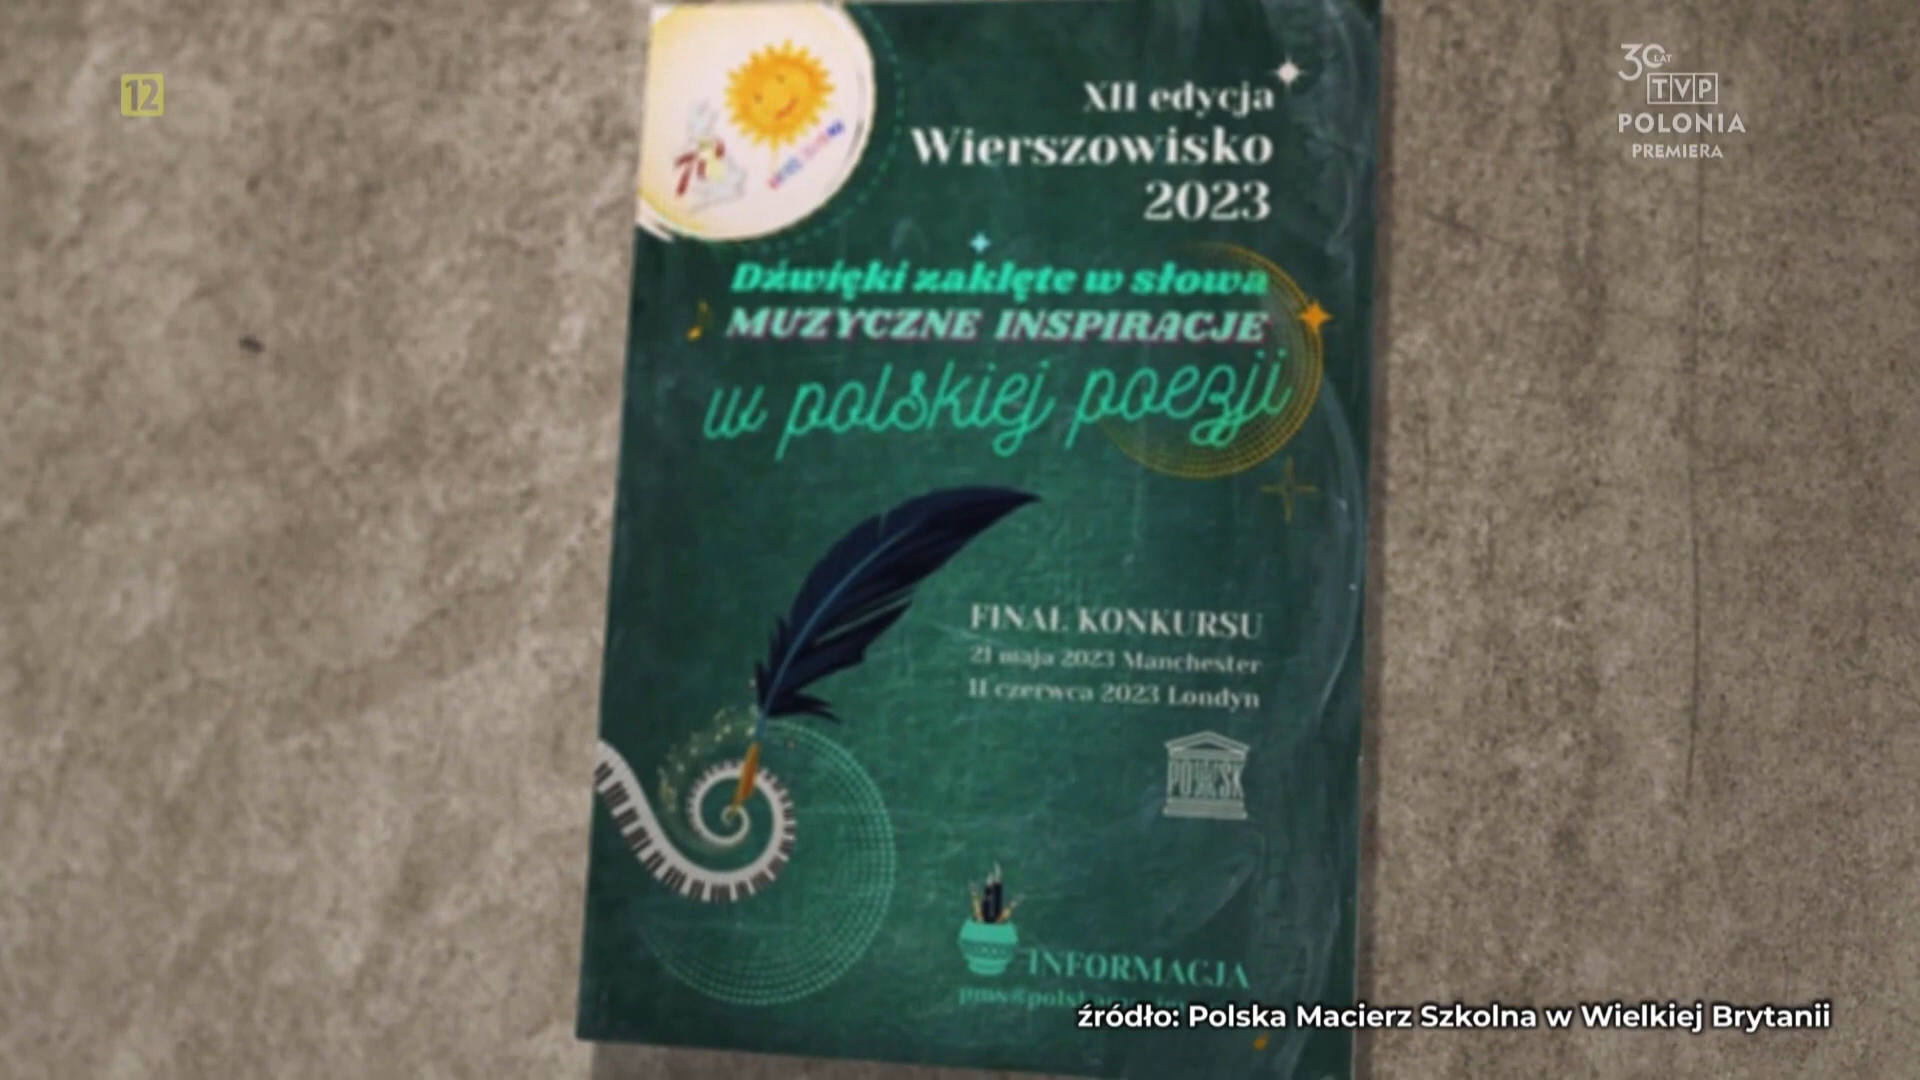 12
30 LAT
TVP
POLONIA
PREMIERA
70
XII edycja
Wierszowisko
2023
Dźwięki zaklęte w słowa
MUZYCZNE INSPIRACJE
w polskiej poezji
FINAŁ KONKURSU
21 maja 2023 Manchester
11 czerwca 2023 Londyn
INFORMACJA
źródło: Polska Macierz Szkolna w Wielkiej Brytanii